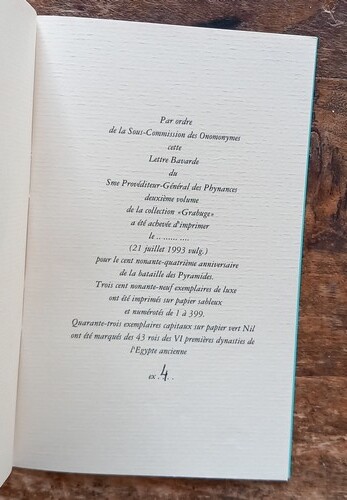 Par ordre
de la Sous-Commission des Onomonymes
cette
Lettre Bavarde
du
Sme Provéditeur-Général des Phynances
deuxième volume
de la collection «Grabuge»
a été achevée d'imprimer
le .. ...... ....
(21 juillet 1993 vulg.)
pour le cent nonante-quatrième anniversaire
de la bataille des Pyramides.
Trois cent nonante-neuf exemplaires de luxe
ont été imprimés sur papier sableux
et numérotés de 1 à 399.
Quarante-trois exemplaires capitaux sur papier vert Nil
ont été marqués des 43 rois des VI premières dynasties de
l'Egypte ancienne
ex .4. .